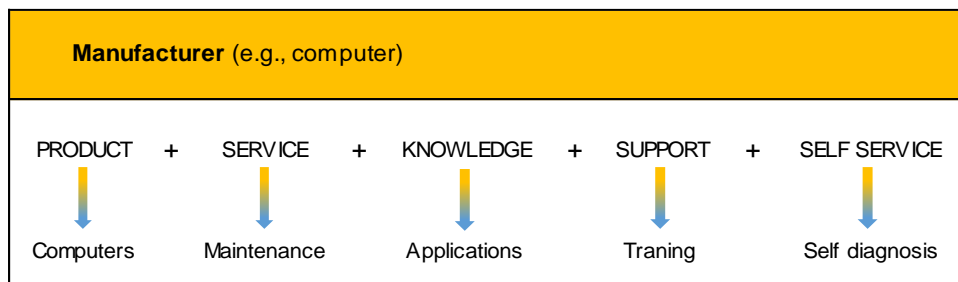 Manufacturer (e.g., computer)
PRODUCT + SERVICE + KNOWLEDGE + SUPPORT + SELF SERVICE
Computers Maintenance Applications Traning Self diagnosis